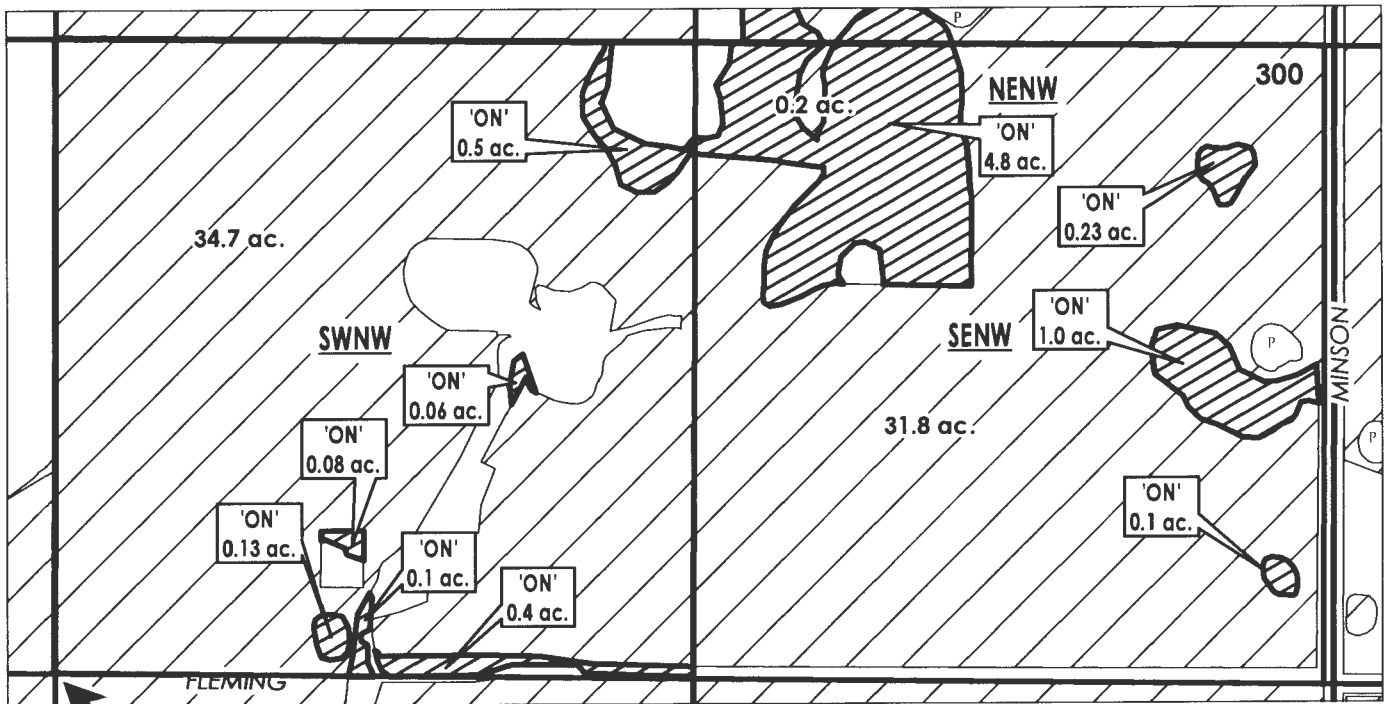 P
300
NENW
0.2 ac.
'ON'
0.5 ac.
'ON'
4.8 ac.
'ON'
0.23 ac.
34.7 ac.
SWNW
SENW
'ON'
1.0 ac.
P
MINSON
'ON'
0.06 ac.
31.8 ac.
P
'ON'
0.08 ac.
'ON'
0.13 ac.
'ON'
0.1 ac.
'ON'
0.1 ac.
'ON'
0.4 ac.
FLEMING